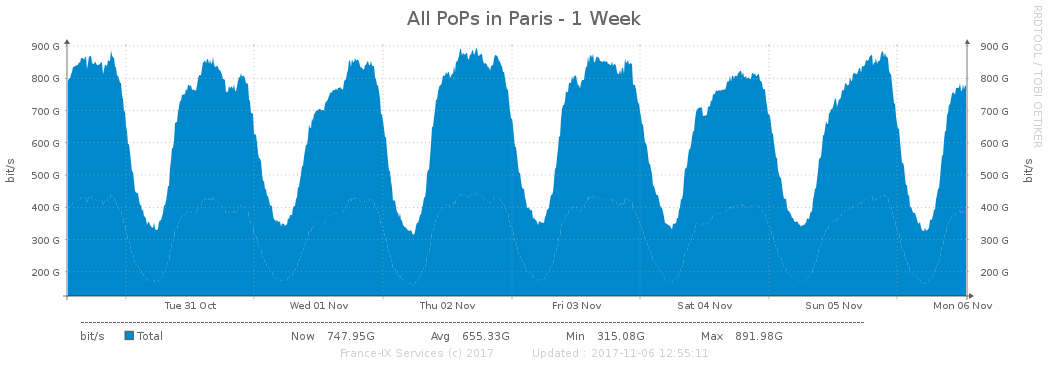 All PoPs in Paris - 1 Week
RRDTOOL / TOBI OETIKER
bit/s
900 G 900 G
800 G 800 G
700 G 700 G
600 G 600 G
500 G 500 G
400 G 400 G
300 G 300 G
200 G 200 G
bit/s
Tue 31 Oct Wed 01 Nov Thu 02 Nov Fri 03 Nov Sat 04 Nov Sun 05 Nov Mon 06 Nov
bit/s Total Now 747.95G Avg 655.33G Min 315.08G Max 891.98G
France-IX Services (c) 2017 Updated : 2017-11-06 12:55:11